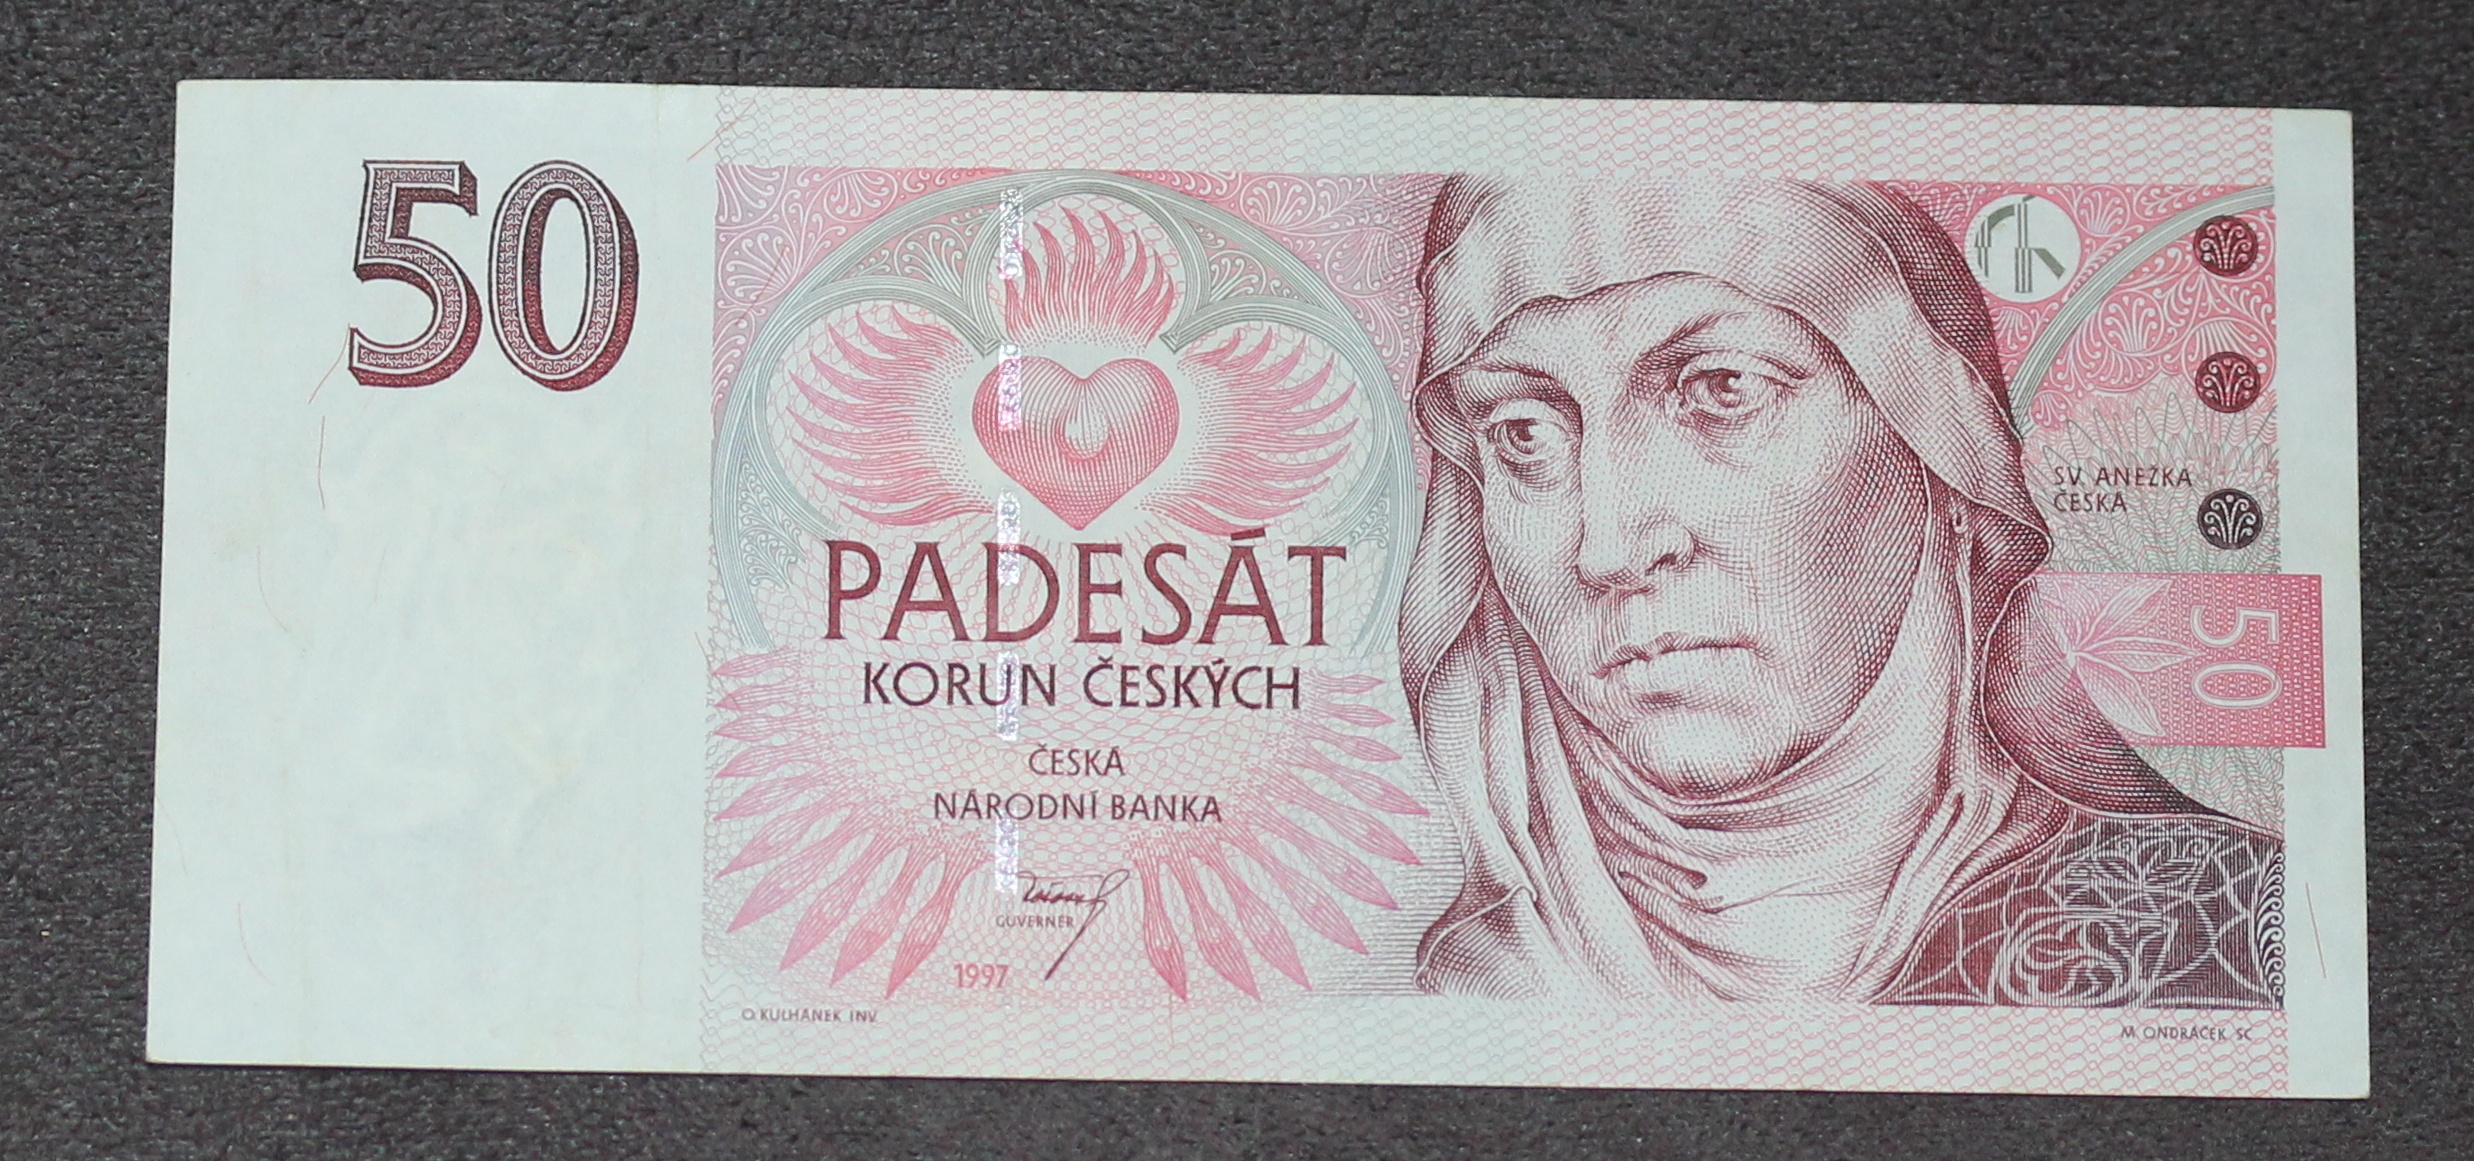 50
PADESÁT
KORUN ČESKÝCH
ČESKÁ
NÁRODNÍ BANKA
GUVERNÉR
1997
O. KULHÁNEK INV.
SV. ANEŽKA
ČESKÁ
50
M. ONDRÁČEK SC.